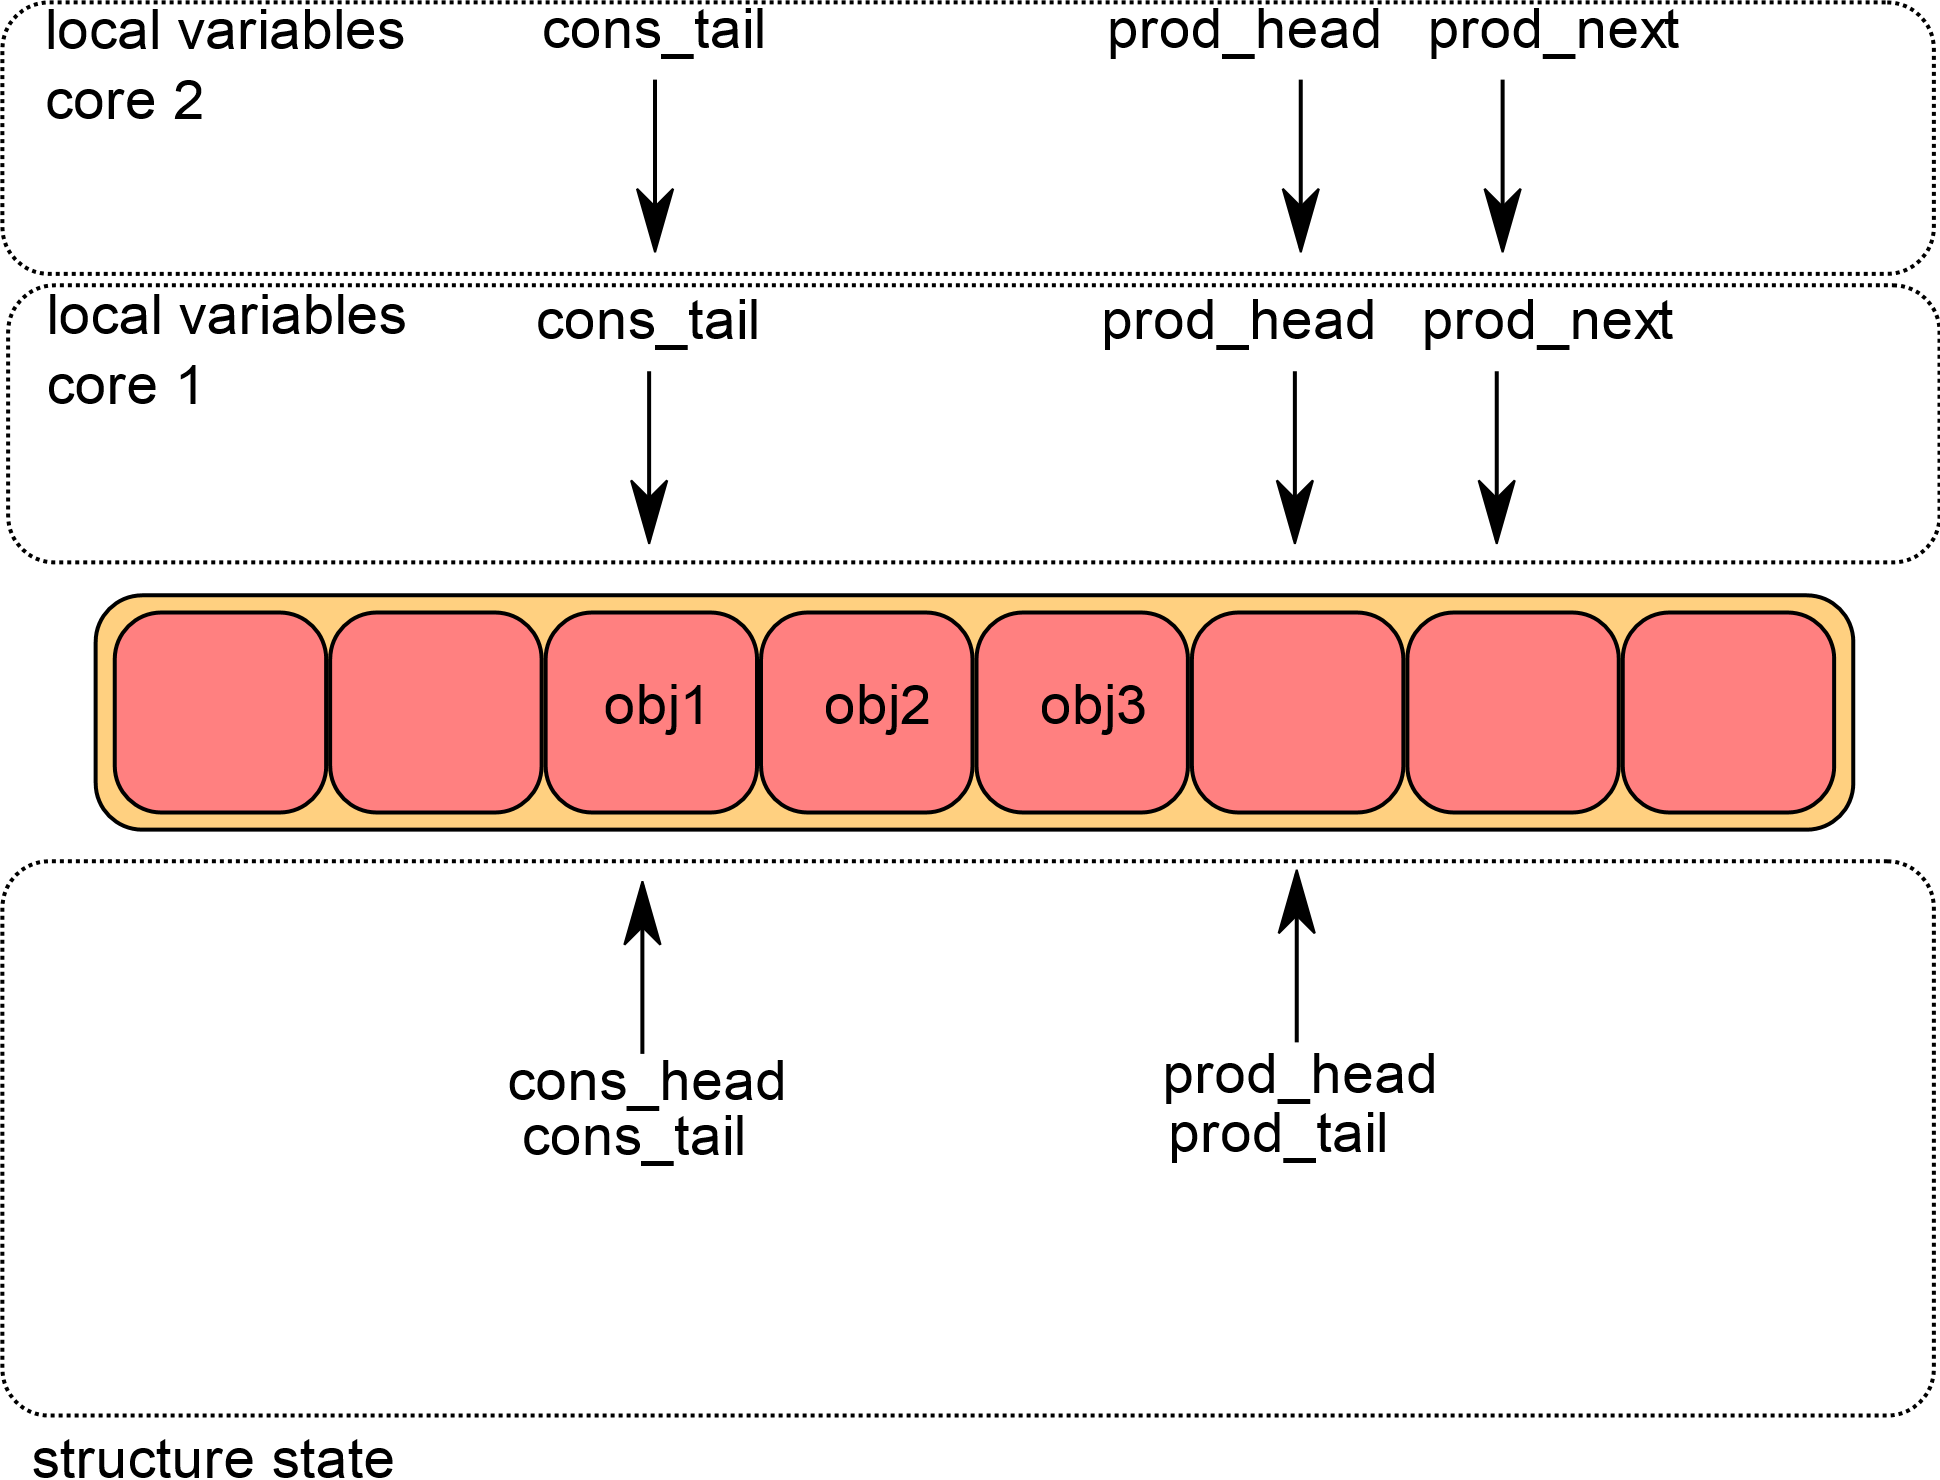 local variables
core 2
cons_tail
prod_head
prod_next
local variables
core 1
cons_tail
prod_head
prod_next
obj1
obj2
obj3
cons_head
cons_tail
prod_head
prod_tail
structure state